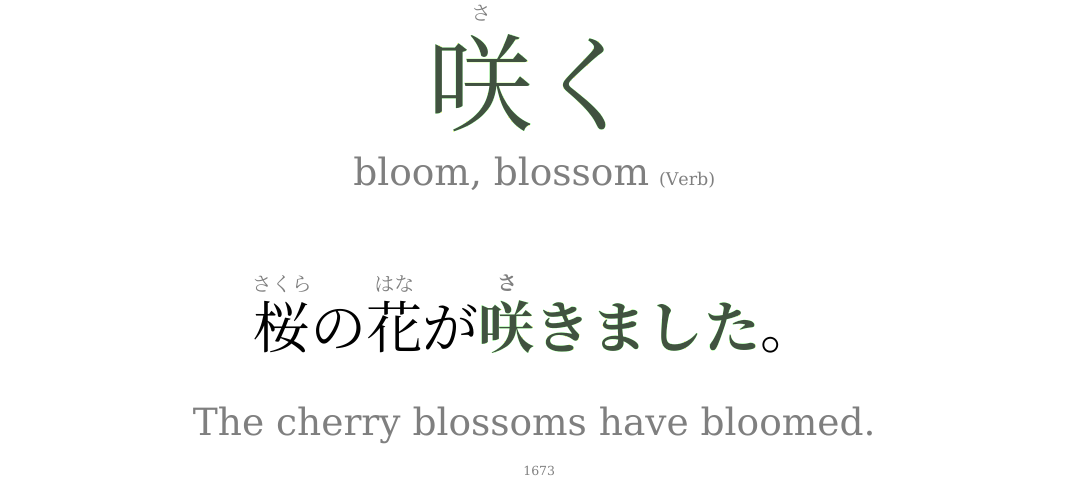 さ
咲く
bloom, blossom (Verb)
さくら はな さ
桜の花が咲きました。
The cherry blossoms have bloomed.
1673